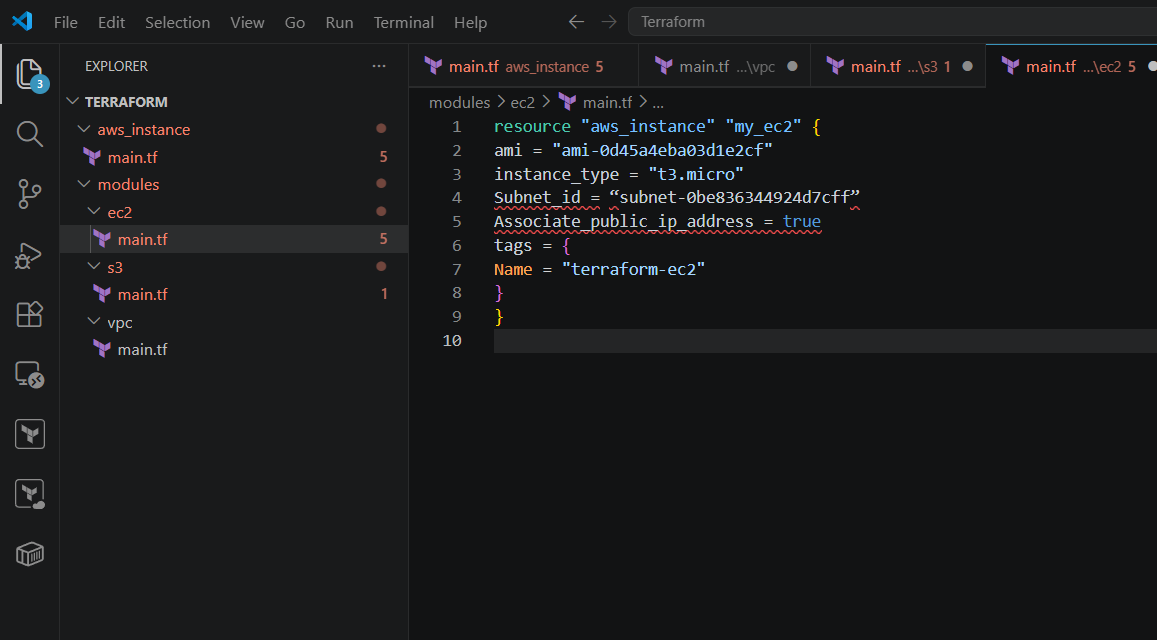 File Edit Selection View Go Run Terminal Help Terraform
EXPLORER ...
main.tf aws_instance 5
main.tf ...\vpc
main.tf ...\s3 1
main.tf ...\ec2 5
3
TERRAFORM
aws_instance
main.tf 5
modules
ec2
main.tf 5
s3
main.tf 1
vpc
main.tf
modules > ec2 > main.tf > ...
1 resource "aws_instance" "my_ec2" {
2 ami = "ami-0d45a4eba03d1e2cf"
3 instance_type = "t3.micro"
4 Subnet_id = “subnet-0be836344924d7cff”
5 Associate_public_ip_address = true
6 tags = {
7 Name = "terraform-ec2"
8 }
9 }
10